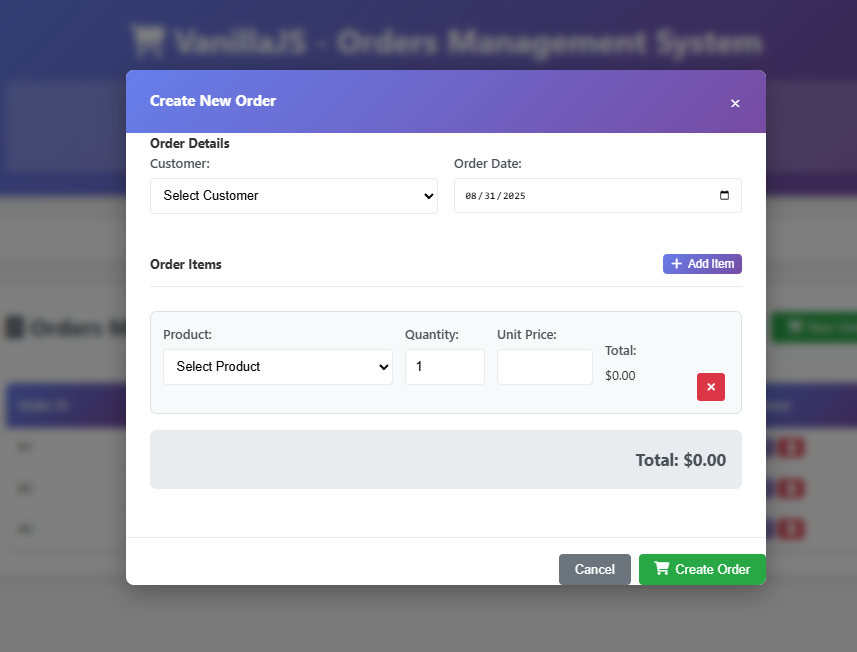 VanillaJS - Orders Management System
Create New Order
×
Order Details
Customer:
Order Date:
Select Customer
08/31/2025
Order Items
+ Add Item
Product:
Quantity:
Unit Price:
Total:
Select Product
1
$0.00
×
Total: $0.00
Cancel
Create Order